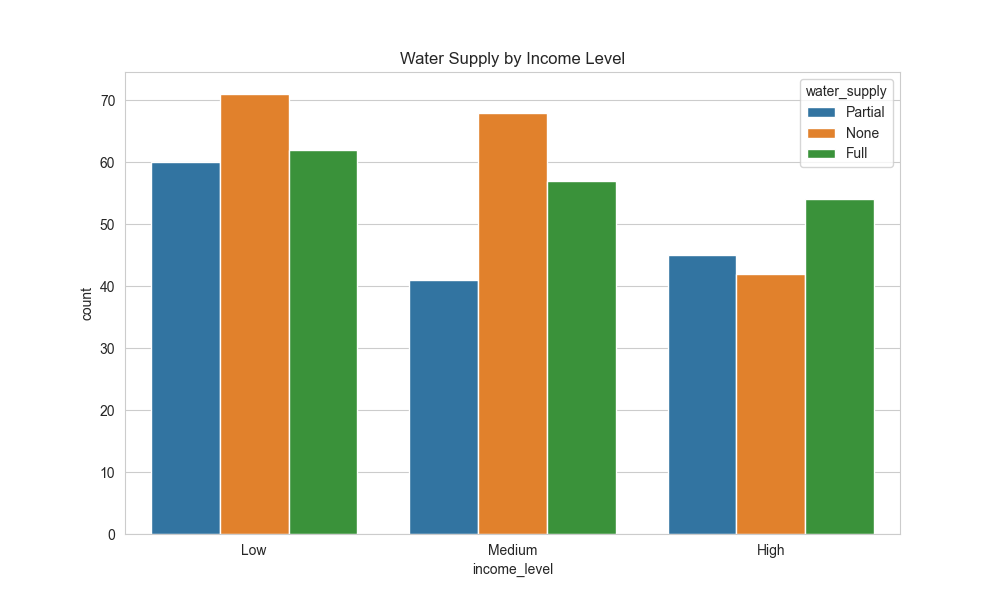 Water Supply by Income Level
water_supply
Partial
None
Full
count
70
60
50
40
30
20
10
0
Low Medium High
income_level